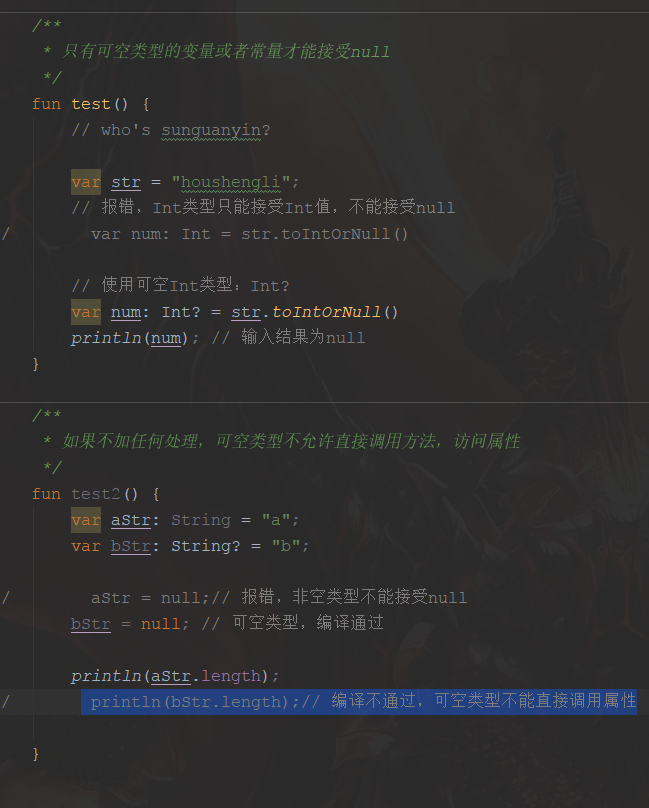 /**
* 只有可空类型的变量或者常量才能接受null
*/
fun test() {
// who's sunguanyin?
var str = "houshengli";
// 报错，Int类型只能接受Int值，不能接受null
/ var num: Int = str.toIntOrNull()
// 使用可空Int类型：Int?
var num: Int? = str.toIntOrNull()
println(num); // 输入结果为null
}
/**
* 如果不加任何处理，可空类型不允许直接调用方法，访问属性
*/
fun test2() {
var aStr: String = "a";
var bStr: String? = "b";
/ aStr = null;// 报错，非空类型不能接受null
bStr = null; // 可空类型，编译通过
println(aStr.length);
/ println(bStr.length);// 编译不通过，可空类型不能直接调用属性
}